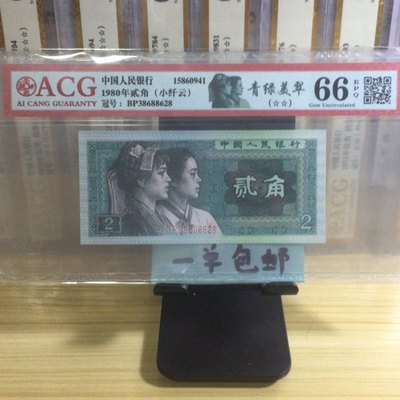 ACG
AI CANG GUARANTY
中国人民银行 15860941
1980年贰角（小纤云）
冠号：BP38688628
青绿美翠
(☆☆)
66 EPQ
Gem Uncirculated
中国人民银行
贰角
2
2
BP38688628
一单包邮